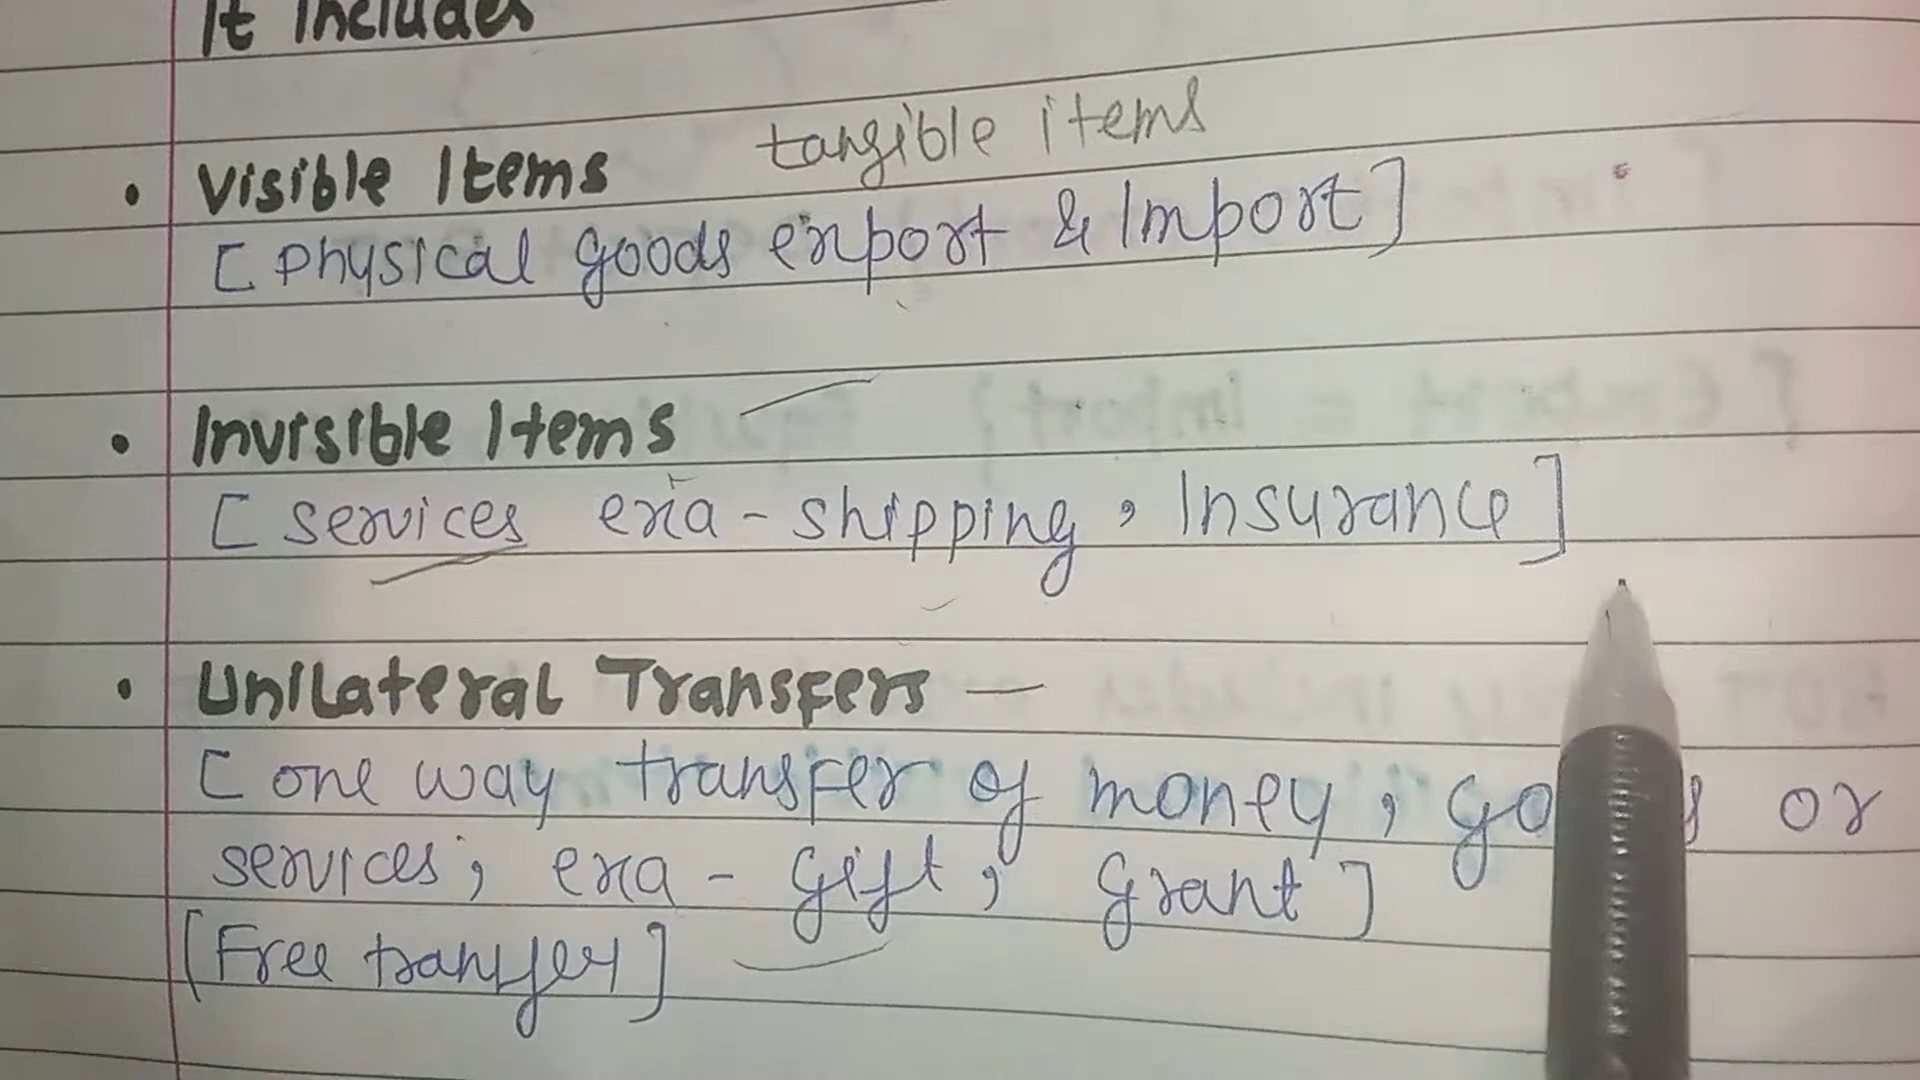 It includes
tangible items
• Visible Items
[Physical goods export & Import]
• Invisible Items
[Services exa - shipping, Insurance]
• Unilateral Transfers —
[one way transfer of money, or
services, exa - Gift, Grant]
[Free transfer]